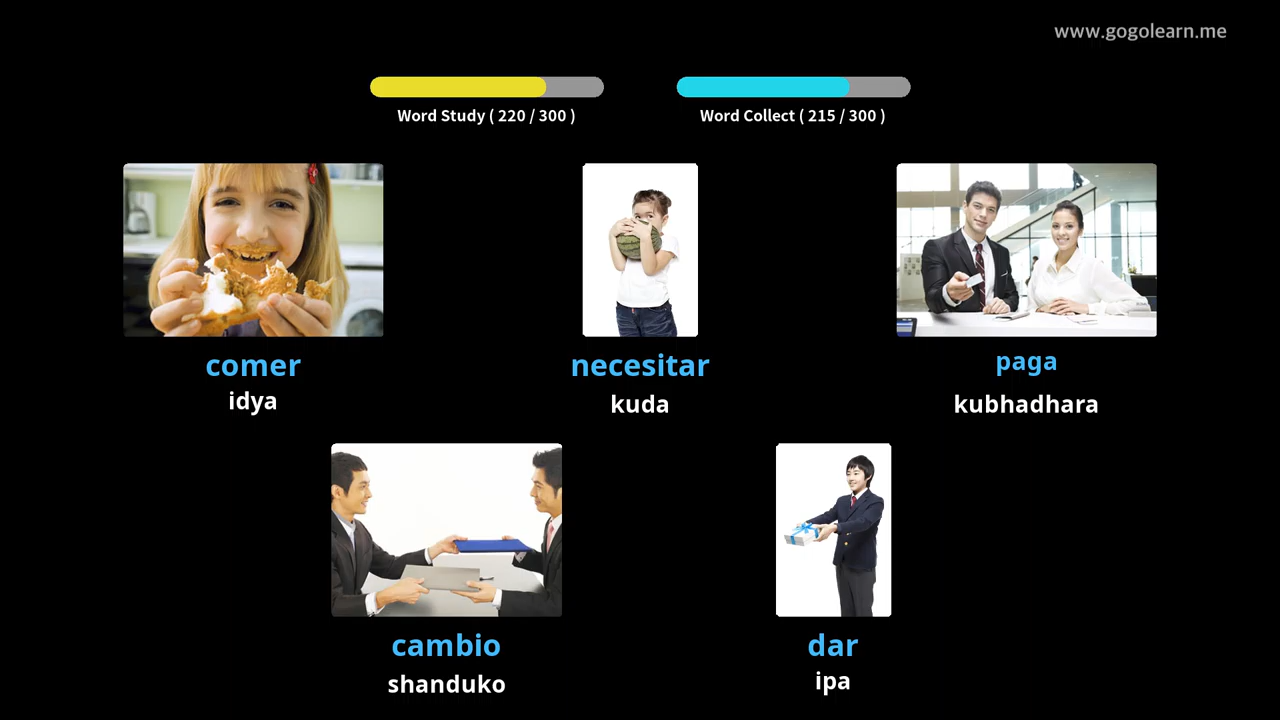 www.gogolearn.me
Word Study ( 220 / 300 )
Word Collect ( 215 / 300 )
comer
idya
necesitar
kuda
paga
kubhadhara
cambio
shanduko
dar
ipa